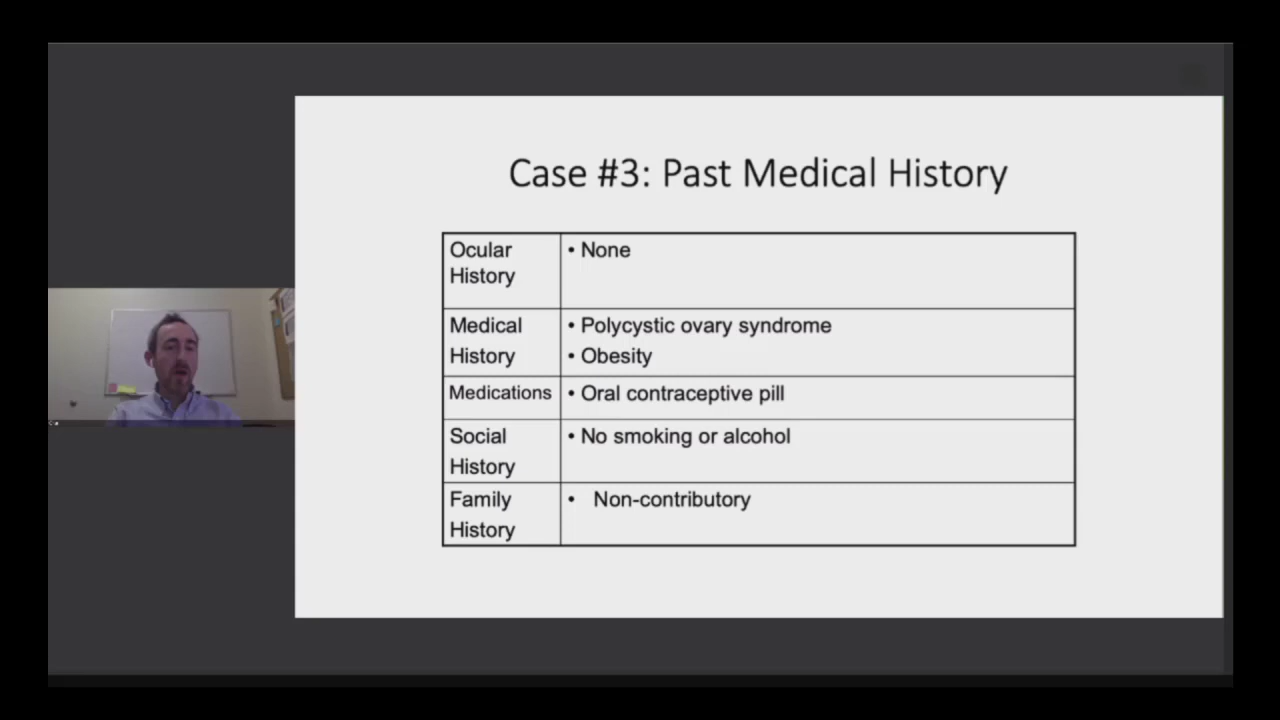 Case #3: Past Medical History
Ocular
History
• None
Medical
History
• Polycystic ovary syndrome
• Obesity
Medications
• Oral contraceptive pill
Social
History
• No smoking or alcohol
Family
History
• Non-contributory